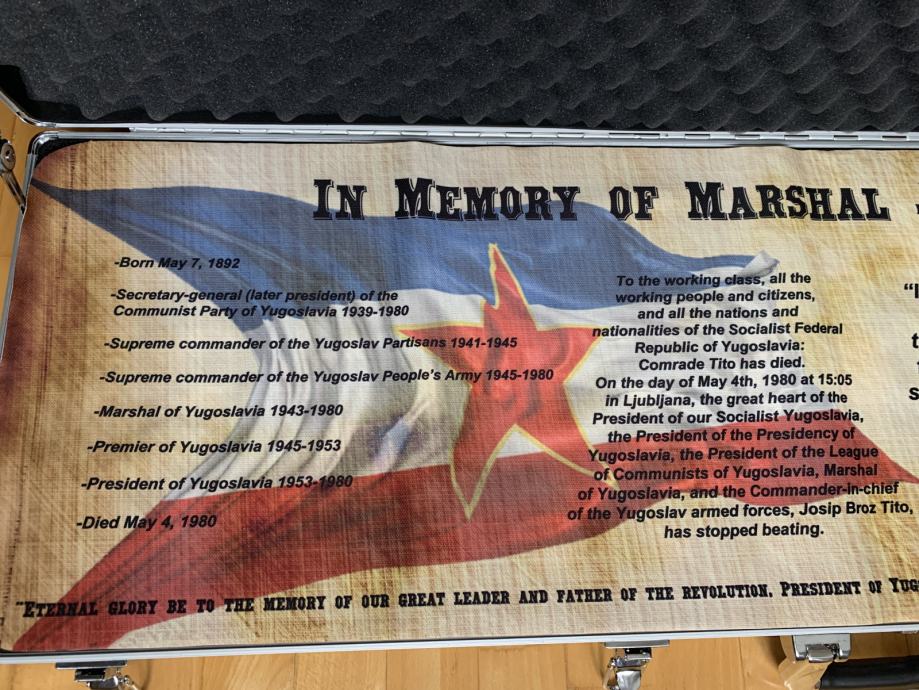 IN MEMORY OF MARSHAL
-Born May 7, 1892
-Secretary-general (later president) of the
Communist Party of Yugoslavia 1939-1980
-Supreme commander of the Yugoslav Partisans 1941-1945
-Supreme commander of the Yugoslav People's Army 1945-1980
-Marshal of Yugoslavia 1943-1980
-Premier of Yugoslavia 1945-1953
-President of Yugoslavia 1953-1980
-Died May 4, 1980
To the working class, all the
working people and citizens,
and all the nations and
nationalities of the Socialist Federal
Republic of Yugoslavia:
Comrade Tito has died.
On the day of May 4th, 1980 at 15:05
in Ljubljana, the great heart of the
President of our Socialist Yugoslavia,
the President of the Presidency of
Yugoslavia, the President of the League
of Communists of Yugoslavia, Marshal
of Yugoslavia, and the Commander-in-chief
of the Yugoslav armed forces, Josip Broz Tito,
has stopped beating.
"ETERNAL GLORY BE TO THE MEMORY OF OUR GREAT LEADER AND FATHER OF THE REVOLUTION, PRESIDENT OF